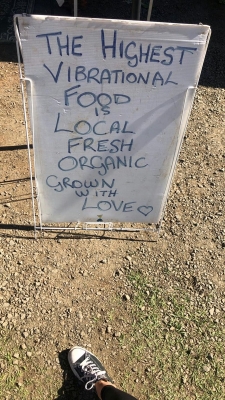 THE HIGHEST
VIBRATIONAL
FOOD
IS
LOCAL
FRESH
ORGANIC
GROWN
WITH
LOVE ♡